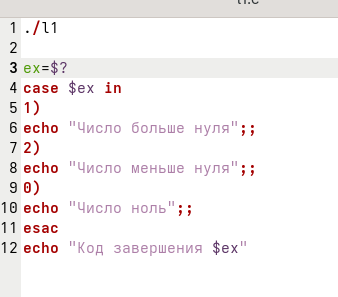 1 ./l1
2
3 ex=$?
4 case $ex in
5 1)
6 echo "Число больше нуля";;
7 2)
8 echo "Число меньше нуля";;
9 0)
10 echo "Число ноль";;
11 esac
12 echo "Код завершения $ex"